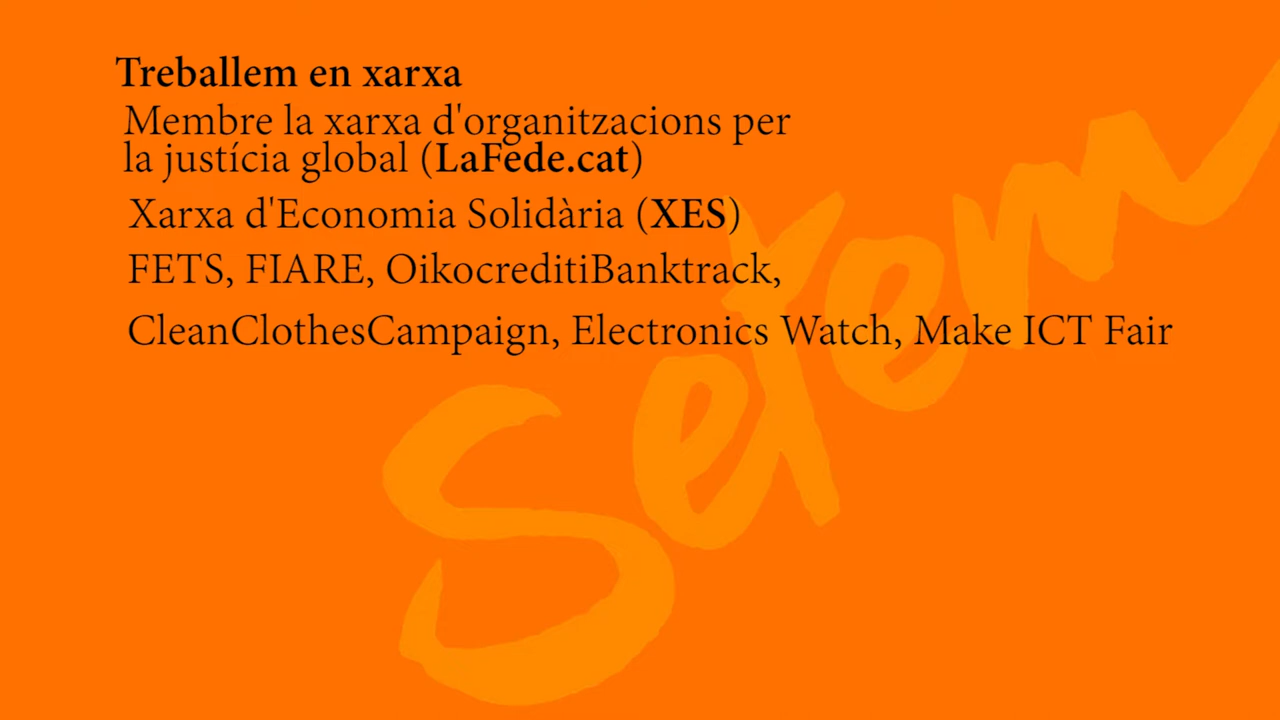 Treballem en xarxa
Membre la xarxa d'organitzacions per
la justícia global (LaFede.cat)
Xarxa d'Economia Solidària (XES)
FETS, FIARE, OikocreditiBanktrack,
CleanClothesCampaign, Electronics Watch, Make ICT Fair
Setem